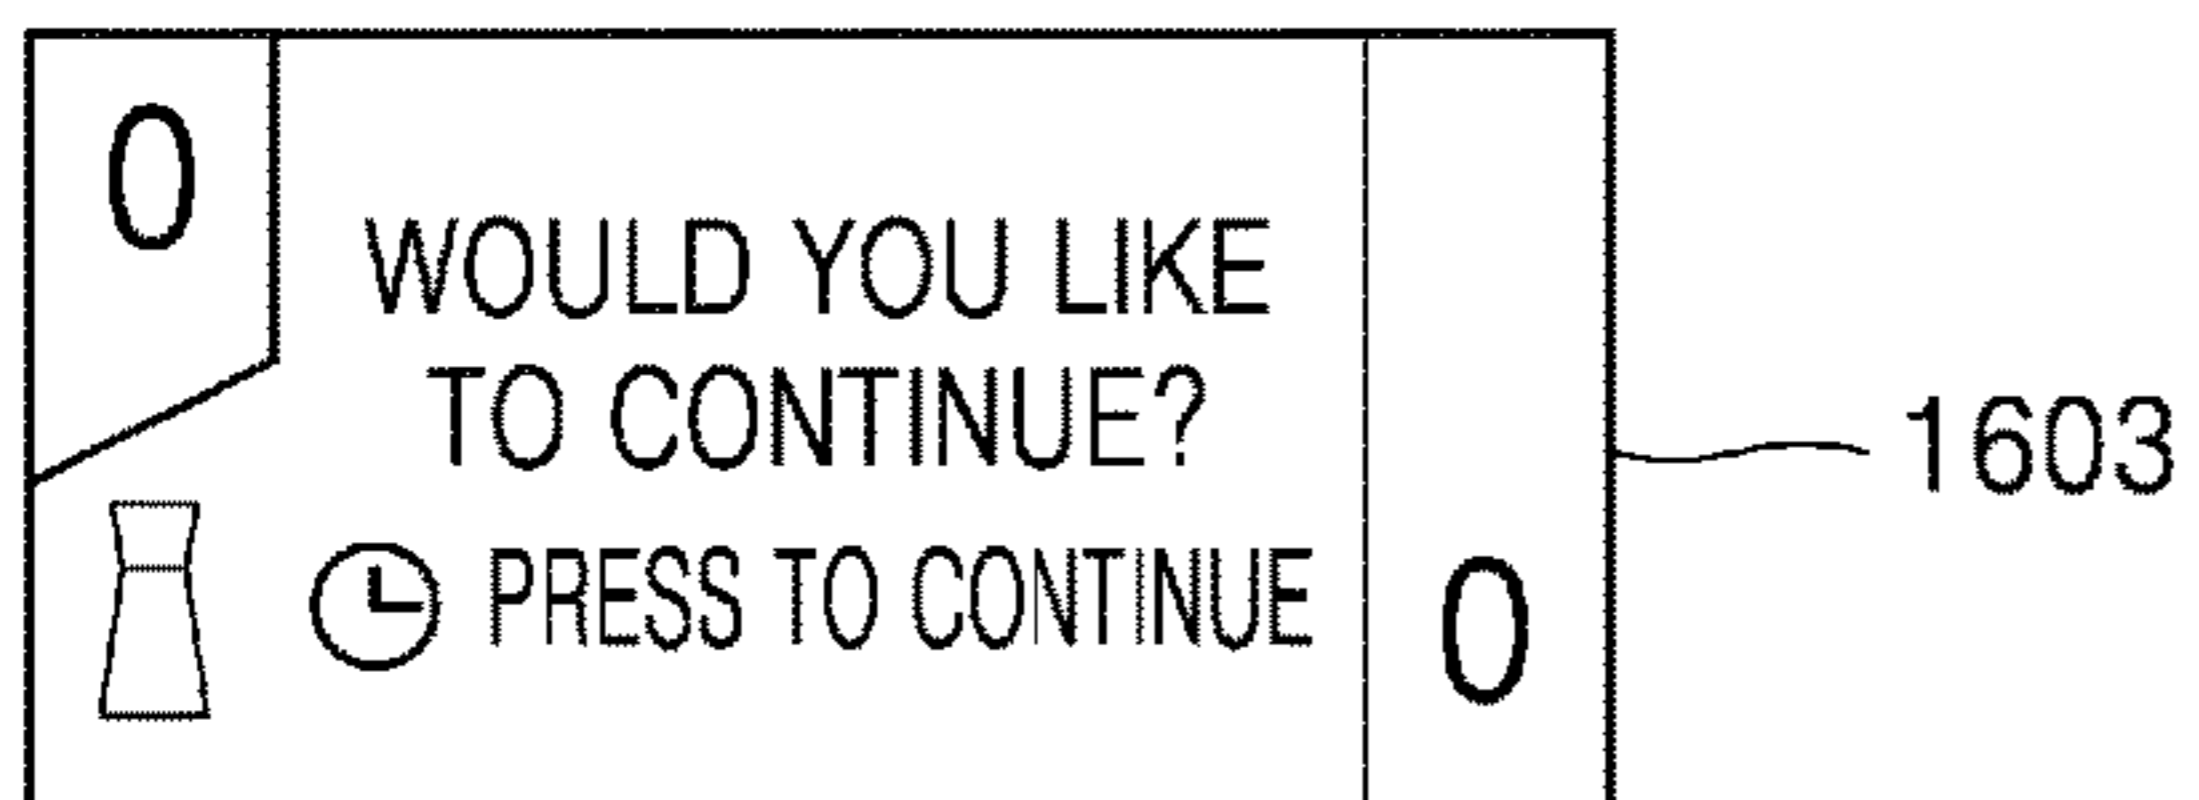 0
WOULD YOU LIKE
TO CONTINUE?
1603
PRESS TO CONTINUE
0